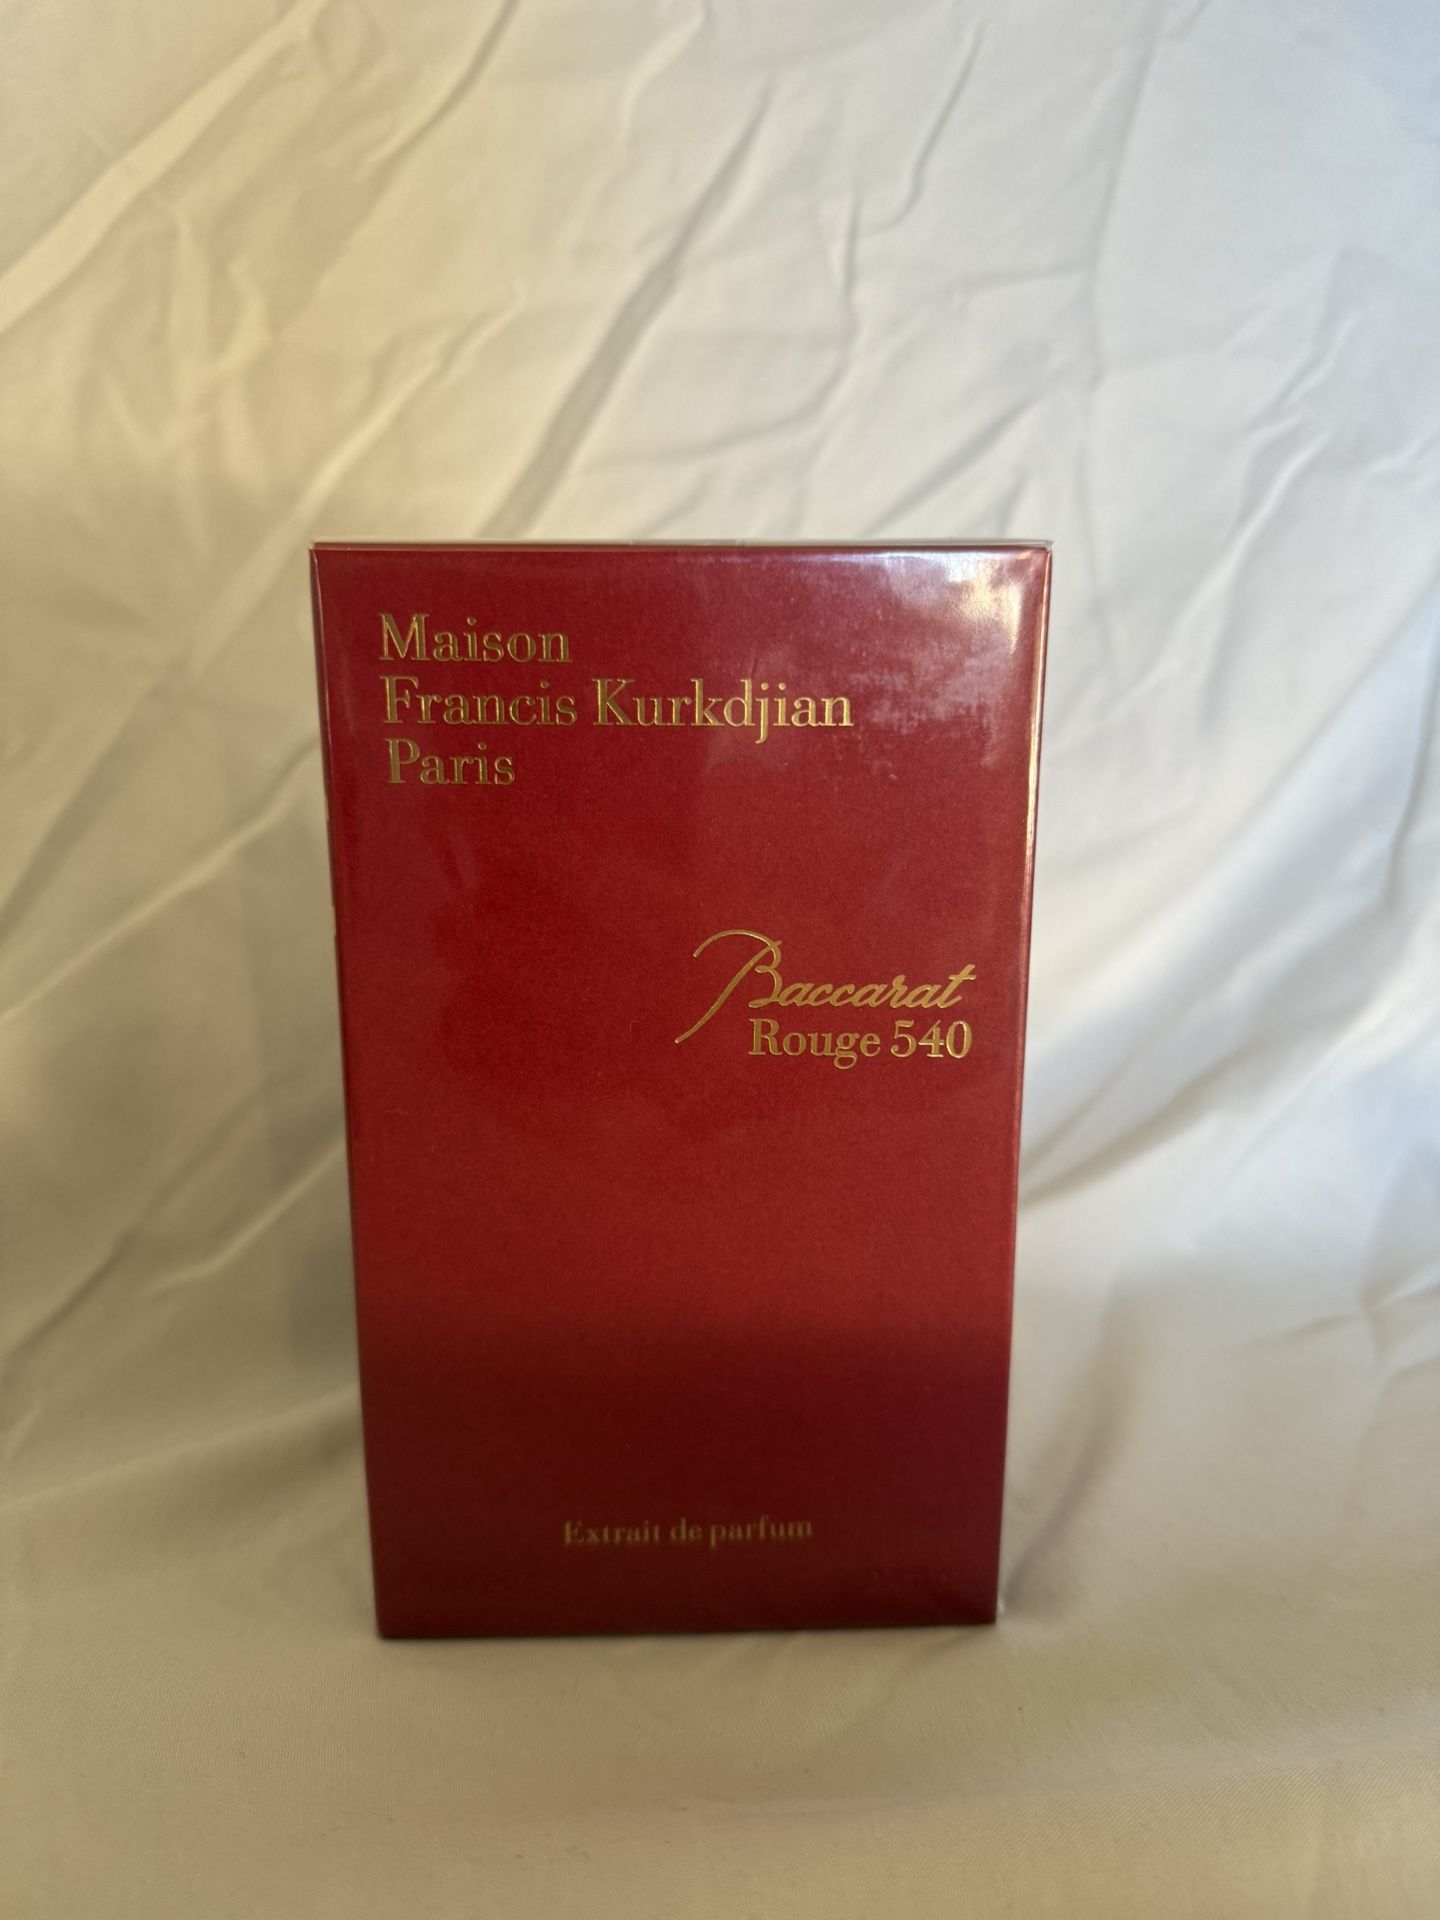 Maison
Francis Kurkdjian
Paris
Baccarat
Rouge 540
Extrait de parfum